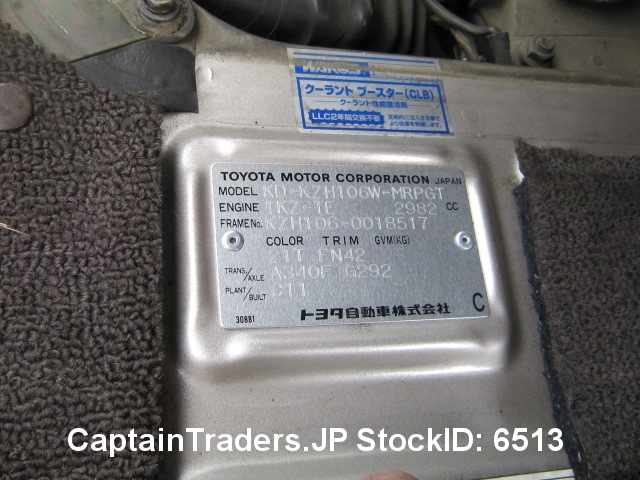 クーラント ブースター(CLB)
クーラント性能復活剤
LLC2年間交換不要
TOYOTA MOTOR CORPORATION JAPAN
MODEL KD-KZH106W-MRPGT
ENGINE 1KZ-TE 2982 CC
FRAME No. KZH106-0018517
COLOR TRIM GVM(KG)
21T FN42
TRANS./AXLE A340F G292
PLANT/BUILT C11
30881 トヨタ自動車株式会社 C
CaptainTraders.JP StockID: 6513